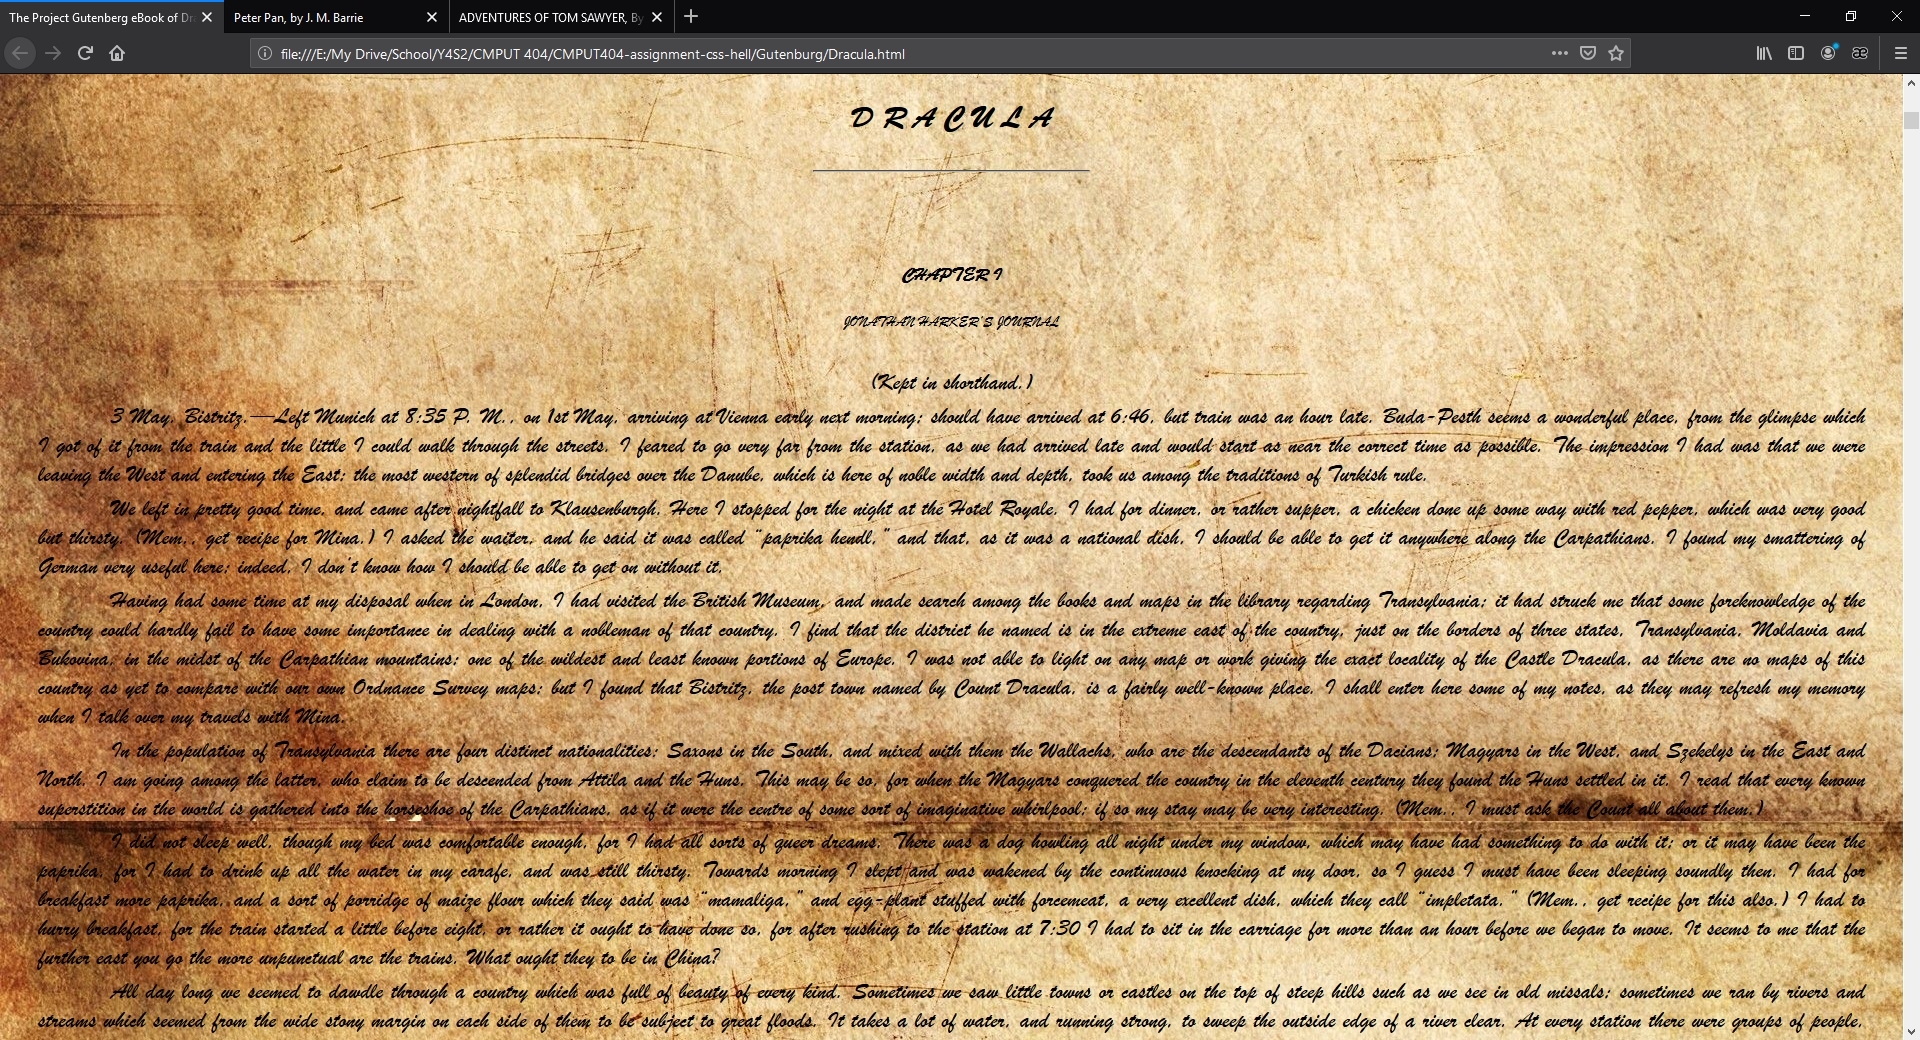 The Project Gutenberg eBook of Dr
Peter Pan, by J. M. Barrie
ADVENTURES OF TOM SAWYER, By
file:///E:/My Drive/School/Y4S2/CMPUT 404/CMPUT404-assignment-css-hell/Gutenburg/Dracula.html
DRACULA
CHAPTER I
JONATHAN HARKER'S JOURNAL
(Kept in shorthand.)
3 May. Bistritz.—Left Munich at 8:35 P. M., on 1st May, arriving at Vienna early next morning; should have arrived at 6:46, but train was an hour late. Buda-Pesth seems a wonderful place, from the glimpse which
I got of it from the train and the little I could walk through the streets. I feared to go very far from the station, as we had arrived late and would start as near the correct time as possible. The impression I had was that we were
leaving the West and entering the East; the most western of splendid bridges over the Danube, which is here of noble width and depth, took us among the traditions of Turkish rule.
We left in pretty good time, and came after nightfall to Klausenburgh. Here I stopped for the night at the Hotel Royale. I had for dinner, or rather supper, a chicken done up some way with red pepper, which was very good
but thirsty. (Mem., get recipe for Mina.) I asked the waiter, and he said it was called "paprika hendl," and that, as it was a national dish, I should be able to get it anywhere along the Carpathians. I found my smattering of
German very useful here; indeed, I don't know how I should be able to get on without it.
Having had some time at my disposal when in London, I had visited the British Museum, and made search among the books and maps in the library regarding Transylvania; it had struck me that some foreknowledge of the
country could hardly fail to have some importance in dealing with a nobleman of that country. I find that the district he named is in the extreme east of the country, just on the borders of three states, Transylvania, Moldavia and
Bukovina, in the midst of the Carpathian mountains; one of the wildest and least known portions of Europe. I was not able to light on any map or work giving the exact locality of the Castle Dracula, as there are no maps of this
country as yet to compare with our own Ordnance Survey maps; but I found that Bistritz, the post town named by Count Dracula, is a fairly well-known place. I shall enter here some of my notes, as they may refresh my memory
when I talk over my travels with Mina.
In the population of Transylvania there are four distinct nationalities: Saxons in the South, and mixed with them the Wallachs, who are the descendants of the Dacians; Magyars in the West, and Szekelys in the East and
North. I am going among the latter, who claim to be descended from Attila and the Huns. This may be so, for when the Magyars conquered the country in the eleventh century they found the Huns settled in it. I read that every known
superstition in the world is gathered into the horseshoe of the Carpathians, as if it were the centre of some sort of imaginative whirlpool; if so my stay may be very interesting. (Mem., I must ask the Count all about them.)
I did not sleep well, though my bed was comfortable enough, for I had all sorts of queer dreams. There was a dog howling all night under my window, which may have had something to do with it; or it may have been the
paprika, for I had to drink up all the water in my carafe, and was still thirsty. Towards morning I slept and was wakened by the continuous knocking at my door, so I guess I must have been sleeping soundly then. I had for
breakfast more paprika, and a sort of porridge of maize flour which they said was "mamaliga," and egg-plant stuffed with forcemeat, a very excellent dish, which they call "impletata." (Mem., get recipe for this also.) I had to
hurry breakfast, for the train started a little before eight, or rather it ought to have done so, for after rushing to the station at 7:30 I had to sit in the carriage for more than an hour before we began to move. It seems to me that the
further east you go the more unpunctual are the trains. What ought they to be in China?
All day long we seemed to dawdle through a country which was full of beauty of every kind. Sometimes we saw little towns or castles on the top of steep hills such as we see in old missals; sometimes we ran by rivers and
streams which seemed from the wide stony margin on each side of them to be subject to great floods. It takes a lot of water, and running strong, to sweep the outside edge of a river clear. At every station there were groups of people,